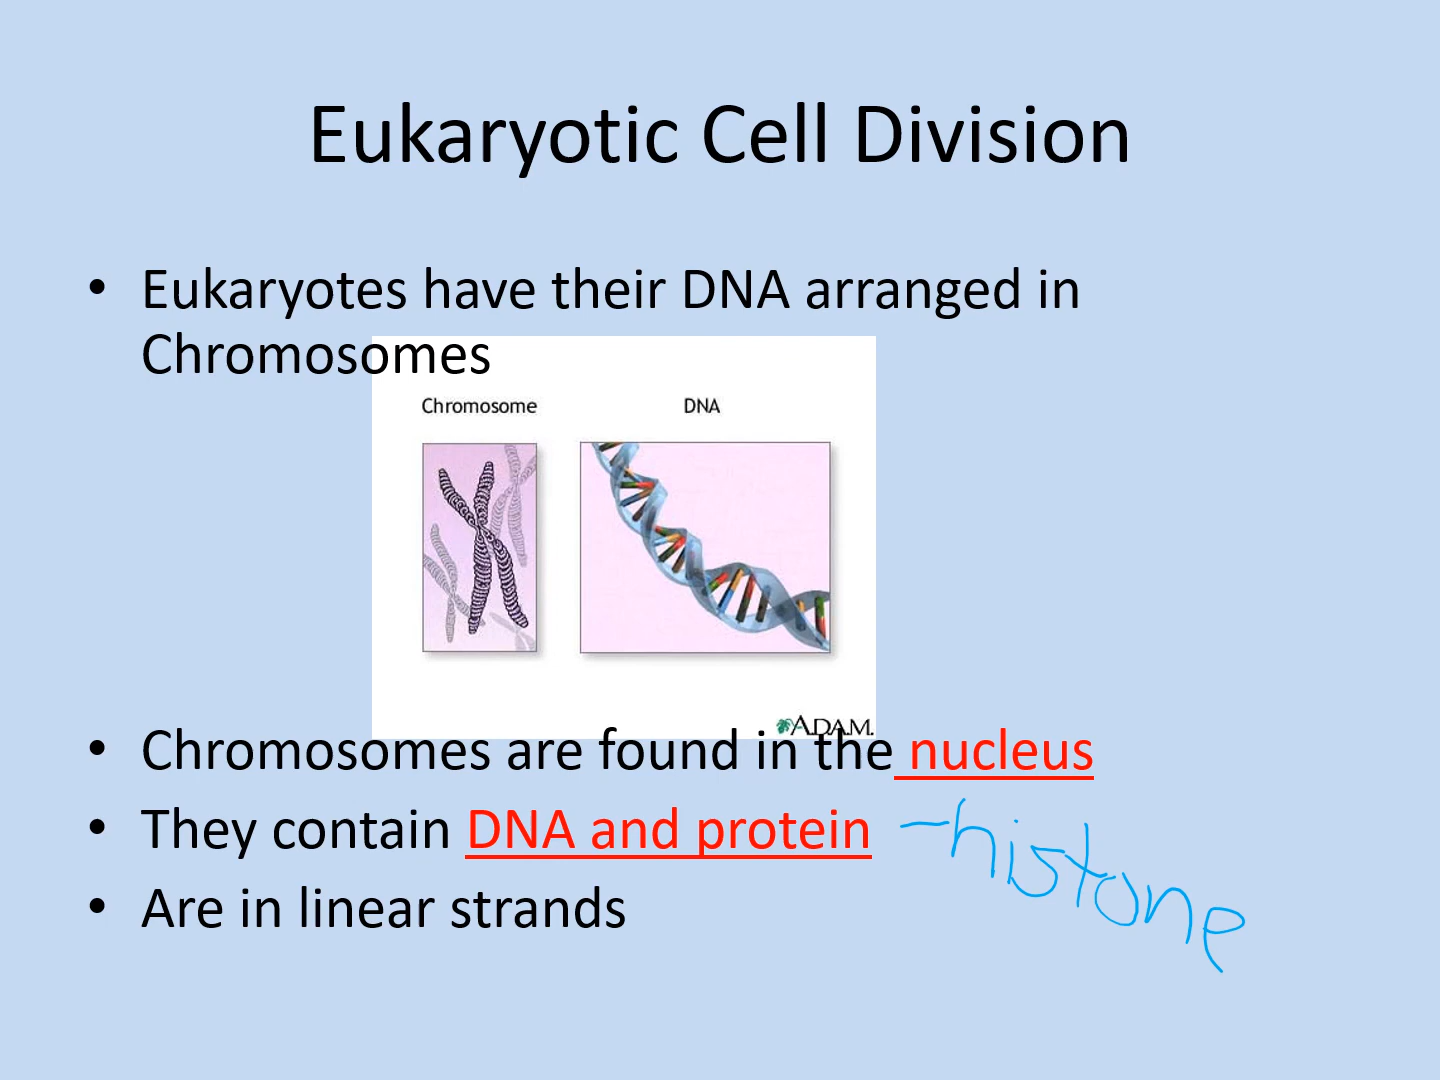 Eukaryotic Cell Division
• Eukaryotes have their DNA arranged in
Chromosomes
Chromosome DNA
ADAM.
• Chromosomes are found in the nucleus
• They contain DNA and protein -histone
• Are in linear strands